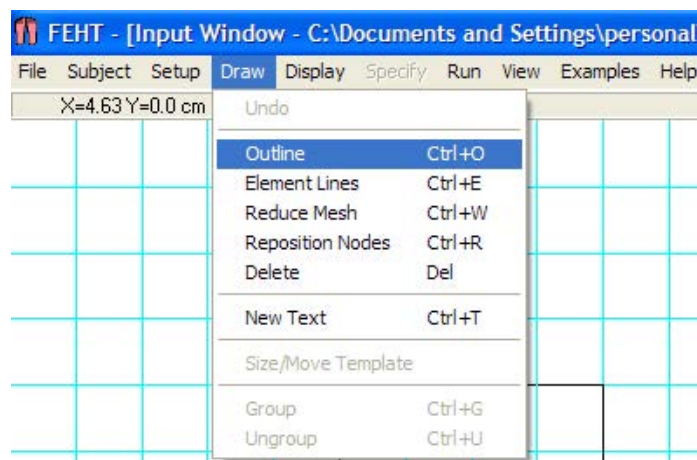 FEHT - [Input Window - C:\Documents and Settings\personal
File Subject Setup Draw Display Specify Run View Examples Help
X=4.63 Y=0.0 cm
Undo
Outline Ctrl+O
Element Lines Ctrl+E
Reduce Mesh Ctrl+W
Reposition Nodes Ctrl+R
Delete Del
New Text Ctrl+T
Size/Move Template
Group Ctrl+G
Ungroup Ctrl+U